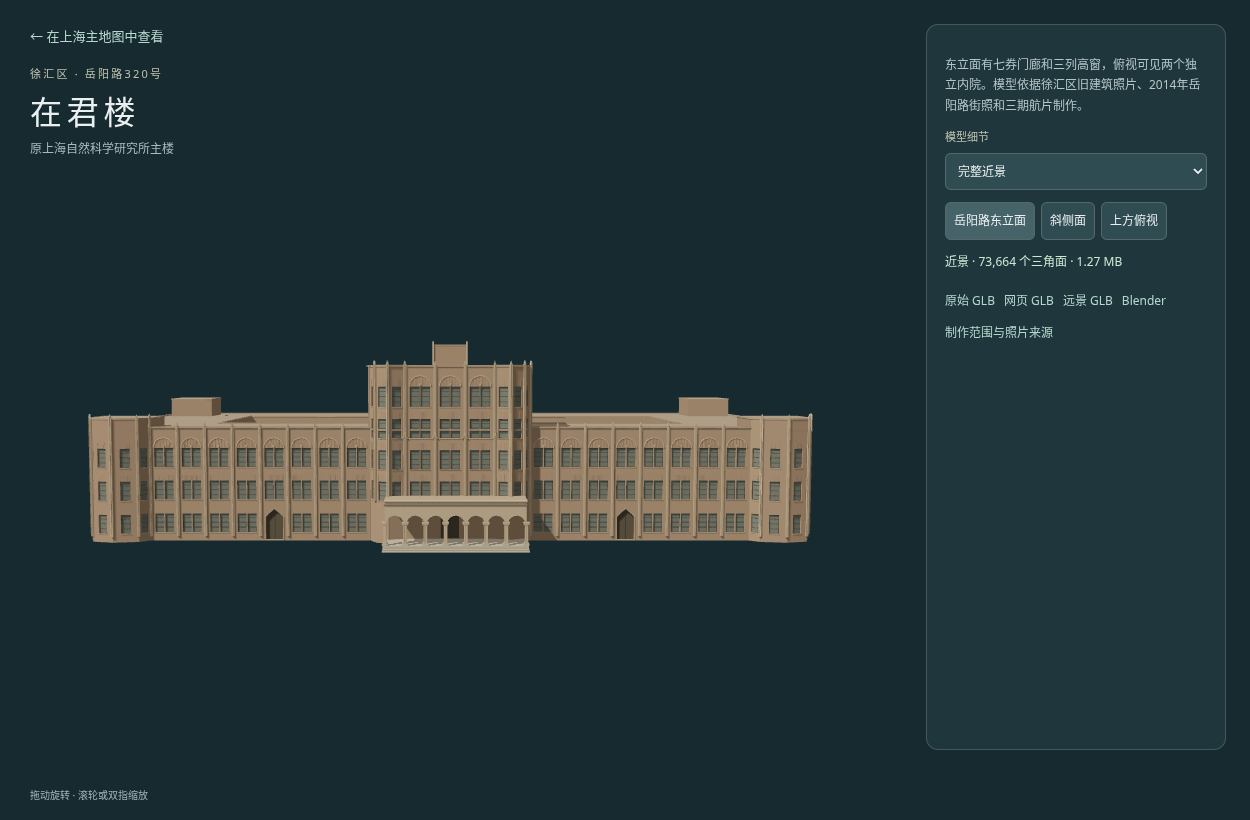 ← 在上海主地图中查看
徐汇区 · 岳阳路320号
在君楼
原上海自然科学研究所主楼
东立面有七券门廊和三列高窗，俯视可见两个独
立内院。模型依据徐汇区旧建筑照片、2014年岳
阳路街照和三期航片制作。
模型细节
完整近景
岳阳路东立面 斜侧面 上方俯视
近景 · 73,664 个三角面 · 1.27 MB
原始 GLB 网页 GLB 远景 GLB Blender
制作范围与照片来源
拖动旋转 · 滚轮或双指缩放